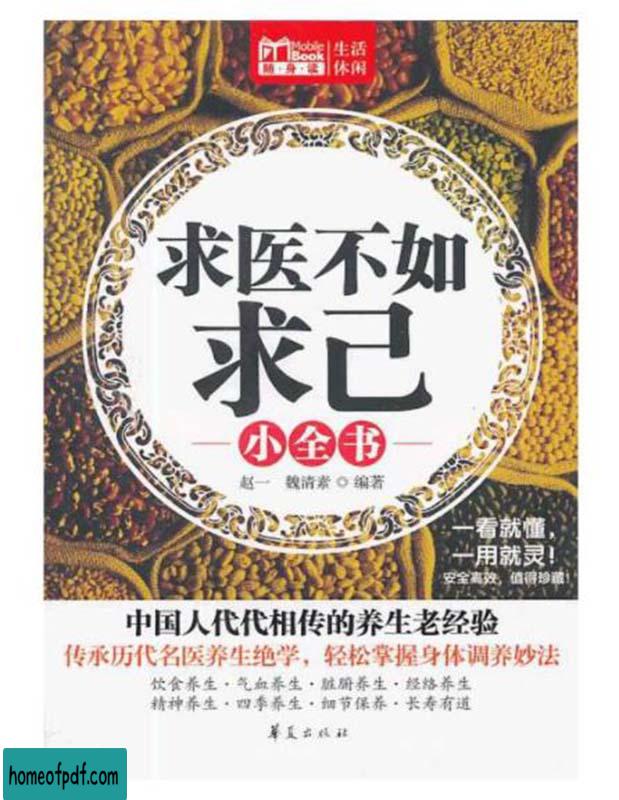 Mobile
Book
随·身·读
生活
休闲
求医不如
求己
小全书
赵一 魏清素◎编著
一看就懂，
一用就灵！
安全高效，值得珍藏！
中国人代代相传的养生老经验
传承历代名医养生绝学，轻松掌握身体调养妙法
饮食养生·气血养生·脏腑养生·经络养生
精神养生·四季养生·细节保养·长寿有道
华夏出版社
homeofpdf.com